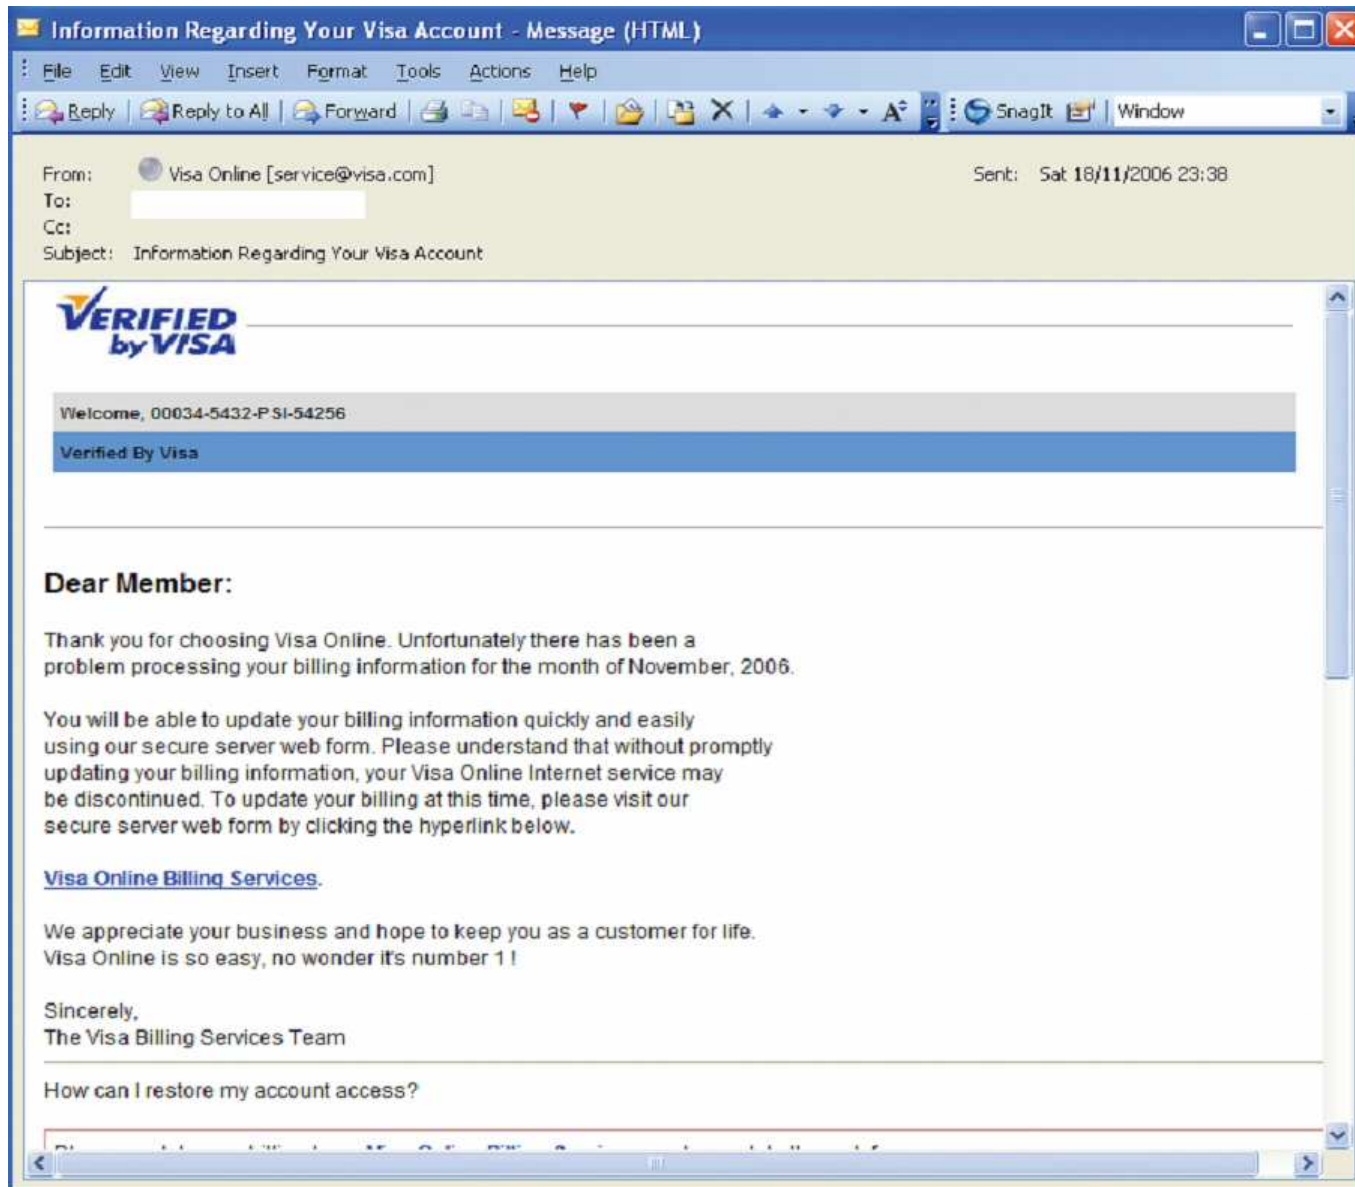 Information Regarding Your Visa Account - Message (HTML)
File Edit View Insert Format Tools Actions Help
Reply Reply to All Forward SnagIt Window
From: Visa Online [service@visa.com] Sent: Sat 18/11/2006 23:38
To:
Cc:
Subject: Information Regarding Your Visa Account
VERIFIED
by VISA
Welcome, 00034-5432-PSI-54256
Verified By Visa
Dear Member:
Thank you for choosing Visa Online. Unfortunately there has been a
problem processing your billing information for the month of November, 2006.
You will be able to update your billing information quickly and easily
using our secure server web form. Please understand that without promptly
updating your billing information, your Visa Online Internet service may
be discontinued. To update your billing at this time, please visit our
secure server web form by clicking the hyperlink below.
Visa Online Billing Services.
We appreciate your business and hope to keep you as a customer for life.
Visa Online is so easy, no wonder it's number 1 !
Sincerely,
The Visa Billing Services Team
How can I restore my account access?